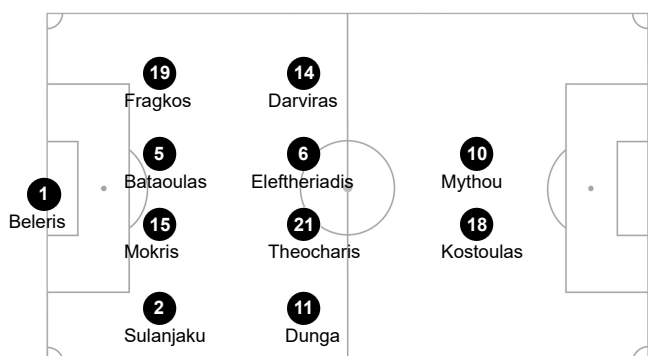 19
Fragkos
14
Darviras
5
Bataoulas
6
Eleftheriadis
10
Mythou
1
Beleris
15
Mokris
21
Theocharis
18
Kostoulas
2
Sulanjaku
11
Dunga